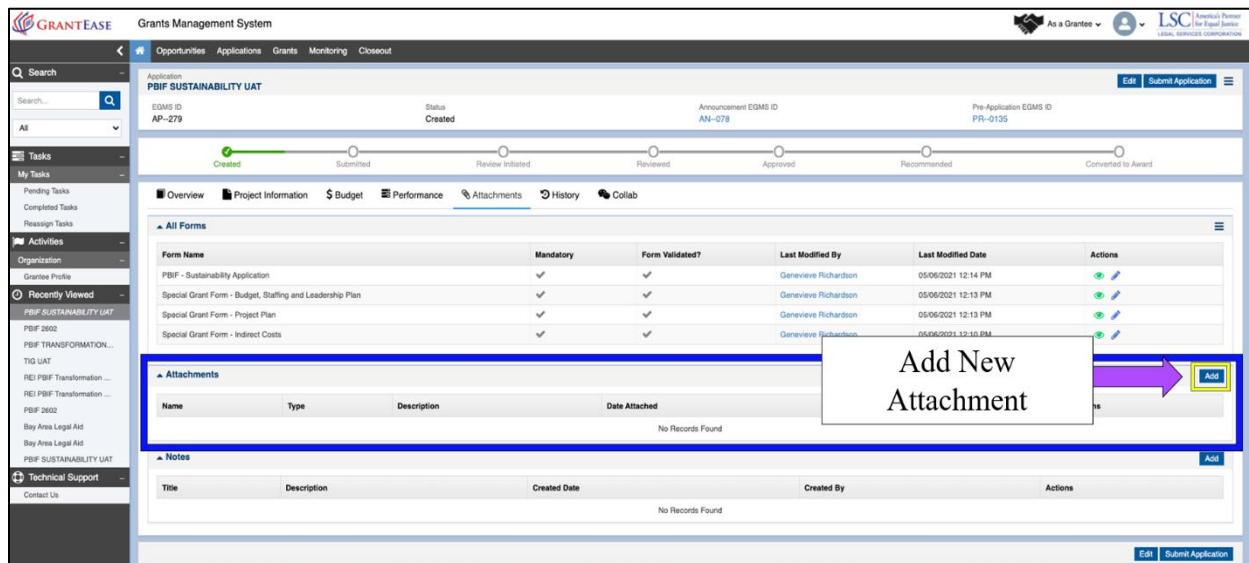 GRANTEASE
Grants Management System
As a Grantee
LSC America's Partner for Equal Justice
LEGAL SERVICES CORPORATION
Opportunities Applications Grants Monitoring Closeout
Search
Search...
All
Tasks
My Tasks
Pending Tasks
Completed Tasks
Reassign Tasks
Activities
Organization
Grantee Profile
Recently Viewed
PBIF SUSTAINABILITY UAT
PBIF 2602
PBIF TRANSFORMATION...
TIG UAT
REI PBIF Transformation ...
REI PBIF Transformation ...
PBIF 2602
Bay Area Legal Aid
Bay Area Legal Aid
PBIF SUSTAINABILITY UAT
Technical Support
Contact Us
Application
PBIF SUSTAINABILITY UAT
Edit Submit Application
EGMS ID Status Announcement EGMS ID Pre-Application EGMS ID
AP--279 Created AN--078 PR--0135
Created Submitted Review Initiated Reviewed Approved Recommended Converted to Award
Overview Project Information $ Budget Performance Attachments History Collab
All Forms
Form Name Mandatory Form Validated? Last Modified By Last Modified Date Actions
PBIF - Sustainability Application Genevieve Richardson 05/06/2021 12:14 PM
Special Grant Form - Budget, Staffing and Leadership Plan Genevieve Richardson 05/06/2021 12:13 PM
Special Grant Form - Project Plan Genevieve Richardson 05/06/2021 12:13 PM
Special Grant Form - Indirect Costs Genevieve Richardson 05/06/2021 12:10 PM
Attachments Add
Add New
Attachment
Name Type Description Date Attached
No Records Found
Notes Add
Title Description Created Date Created By Actions
No Records Found
Edit Submit Application